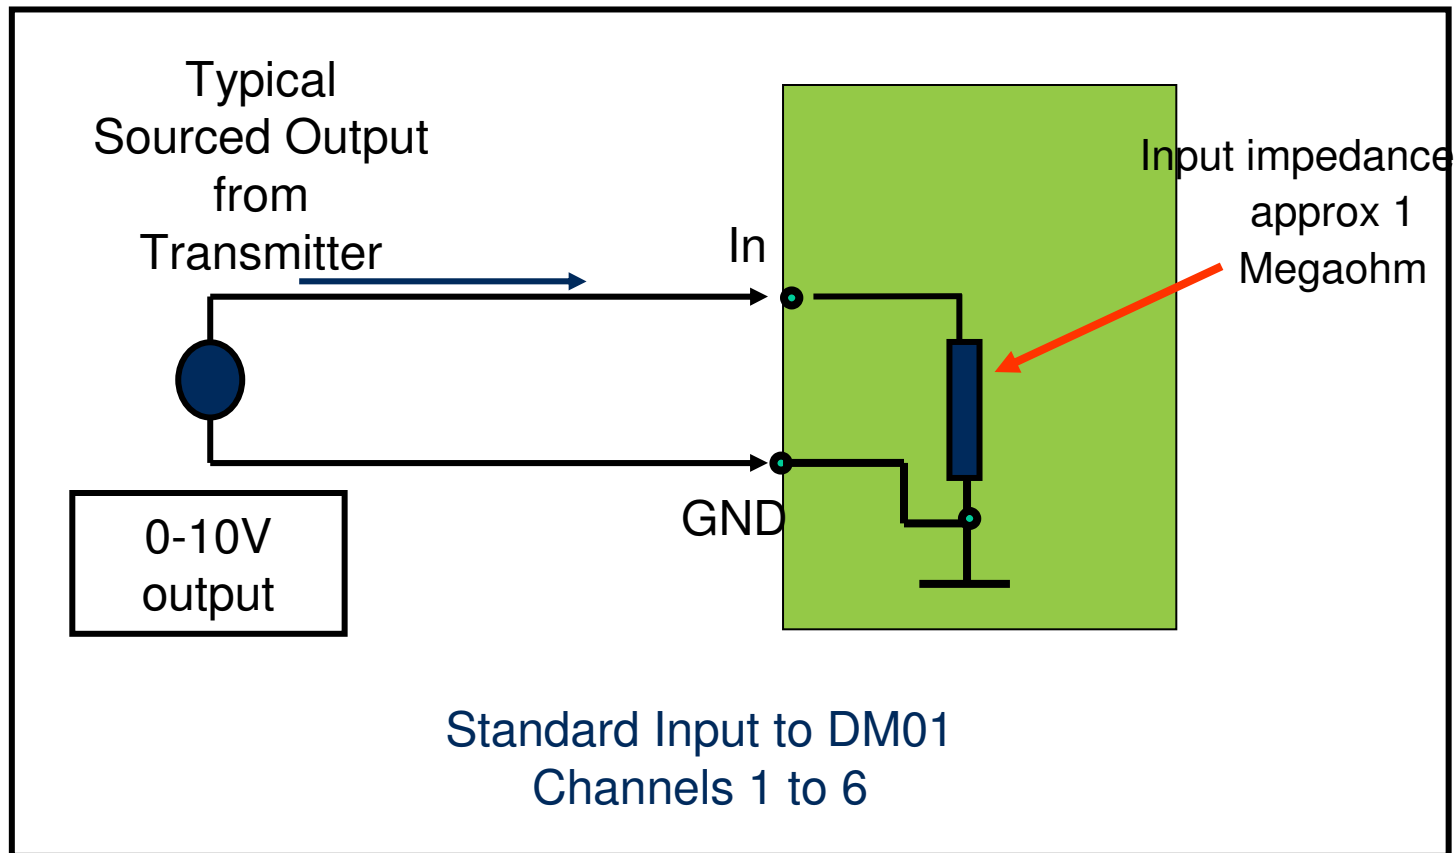 Typical
Sourced Output
from
Transmitter
In
Input impedance
approx 1
Megaohm
GND
0-10V
output
Standard Input to DM01
Channels 1 to 6